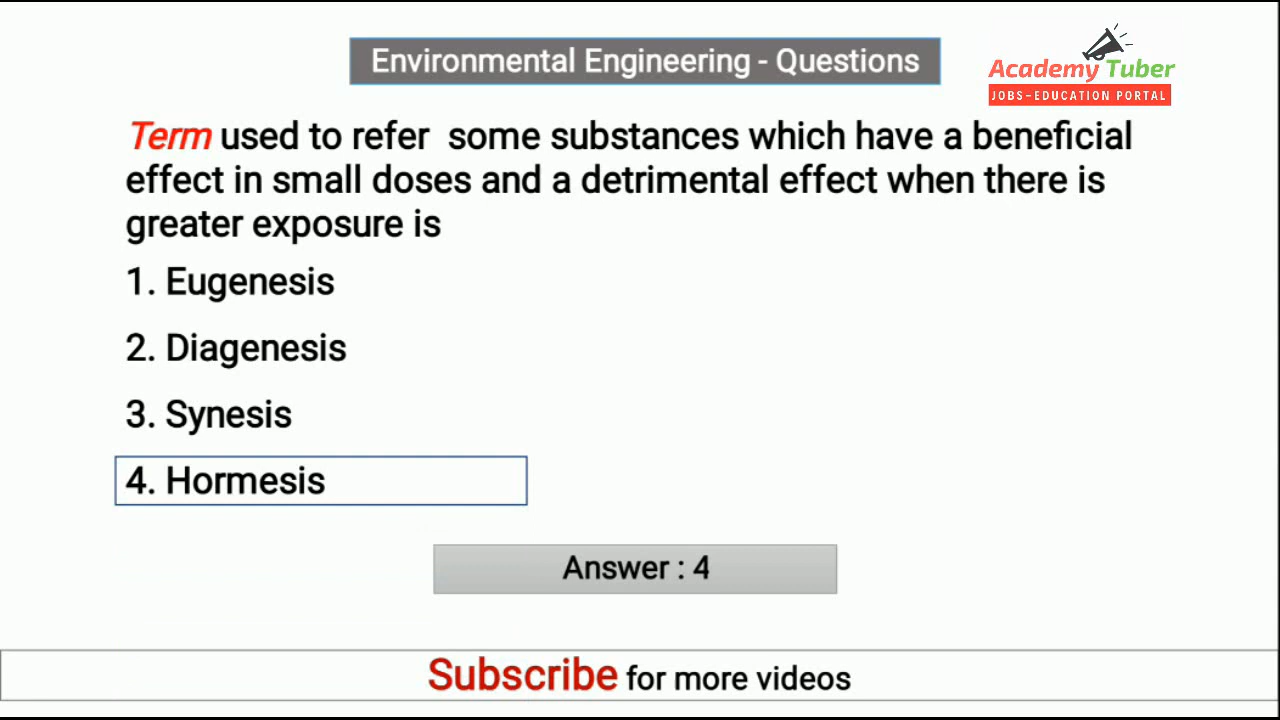 Environmental Engineering - Questions
Academy Tuber
JOBS-EDUCATION PORTAL
Term used to refer some substances which have a beneficial
effect in small doses and a detrimental effect when there is
greater exposure is
1. Eugenesis
2. Diagenesis
3. Synesis
4. Hormesis
Answer : 4
Subscribe for more videos